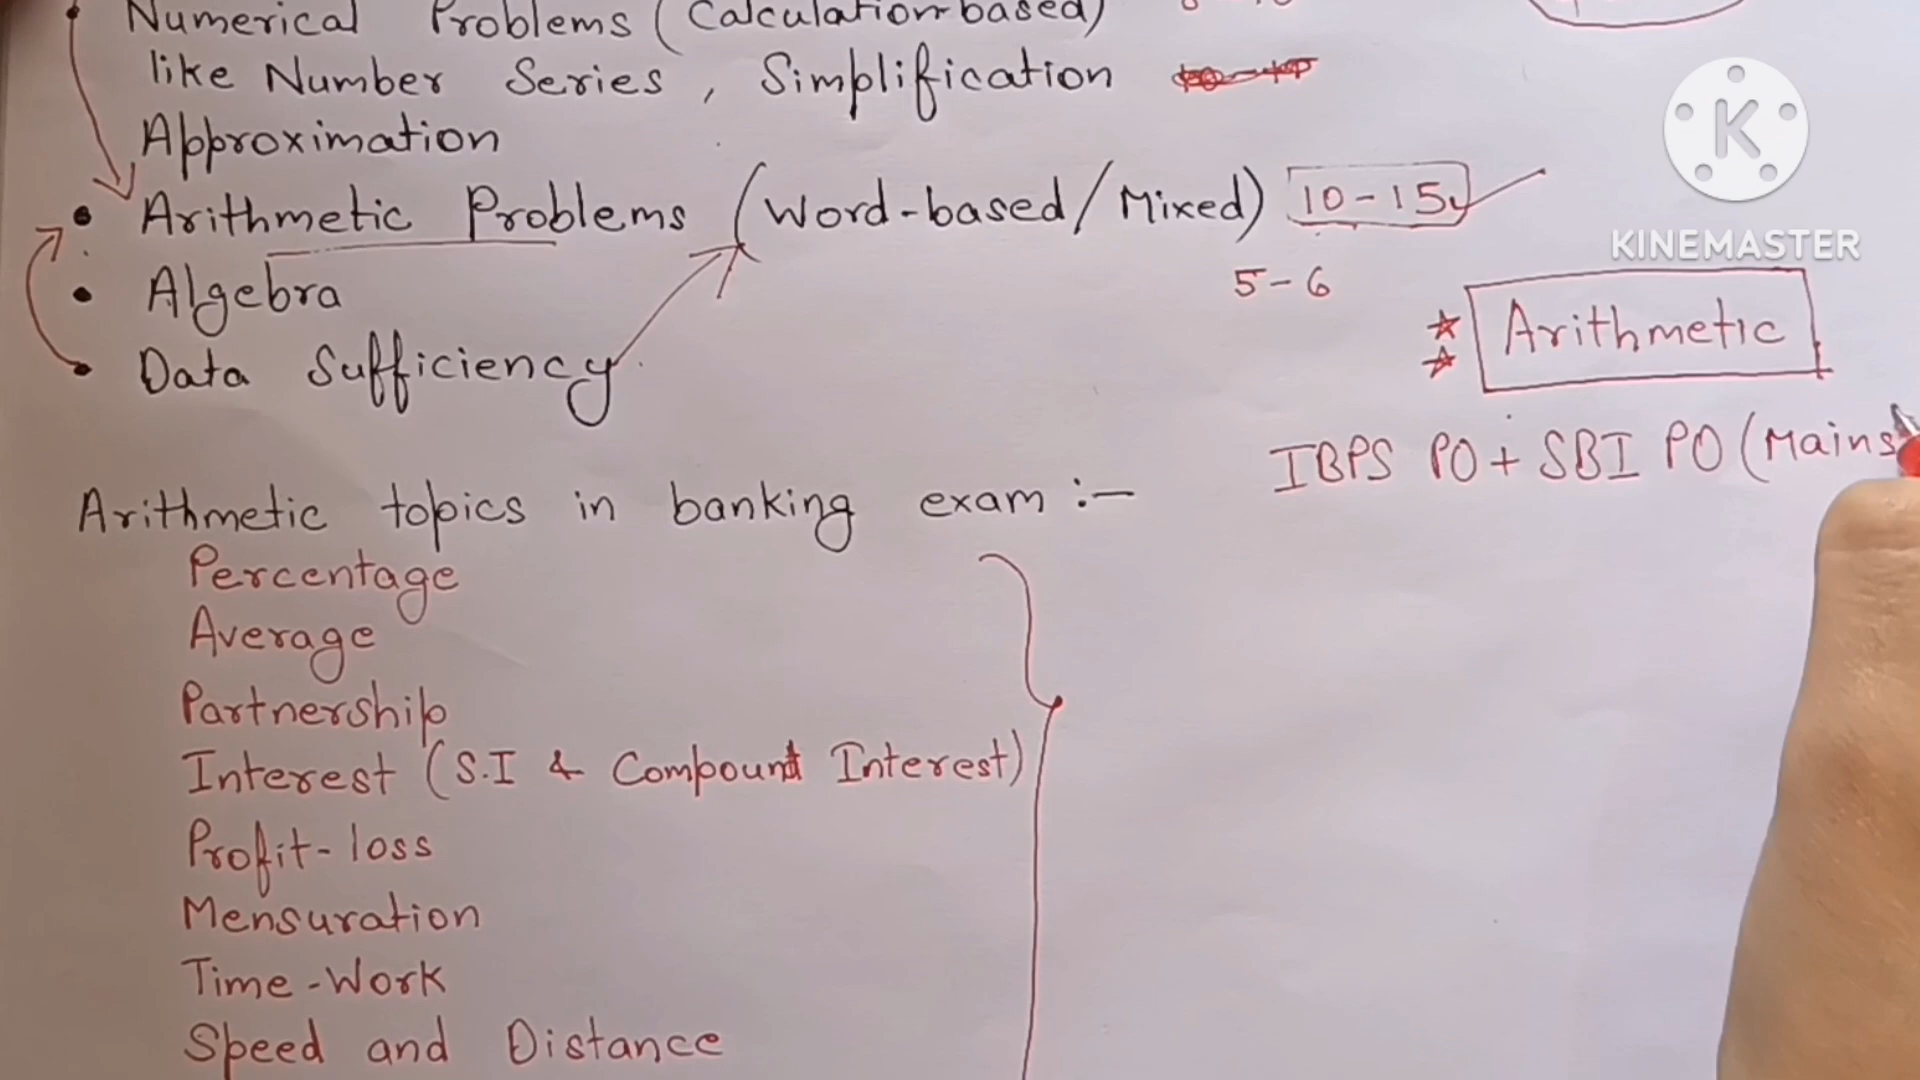 Numerical Problems (Calculation-based)
like Number Series, Simplification
Approximation
• Arithmetic Problems (Word-based/Mixed) 10-15
• Algebra 5-6
• Data Sufficiency
Arithmetic
IBPS PO + SBI PO (Mains
Arithmetic topics in banking exam :-
Percentage
Average
Partnership
Interest (S.I & Compount Interest)
Profit-loss
Mensuration
Time-Work
Speed and Distance
K
KINEMASTER